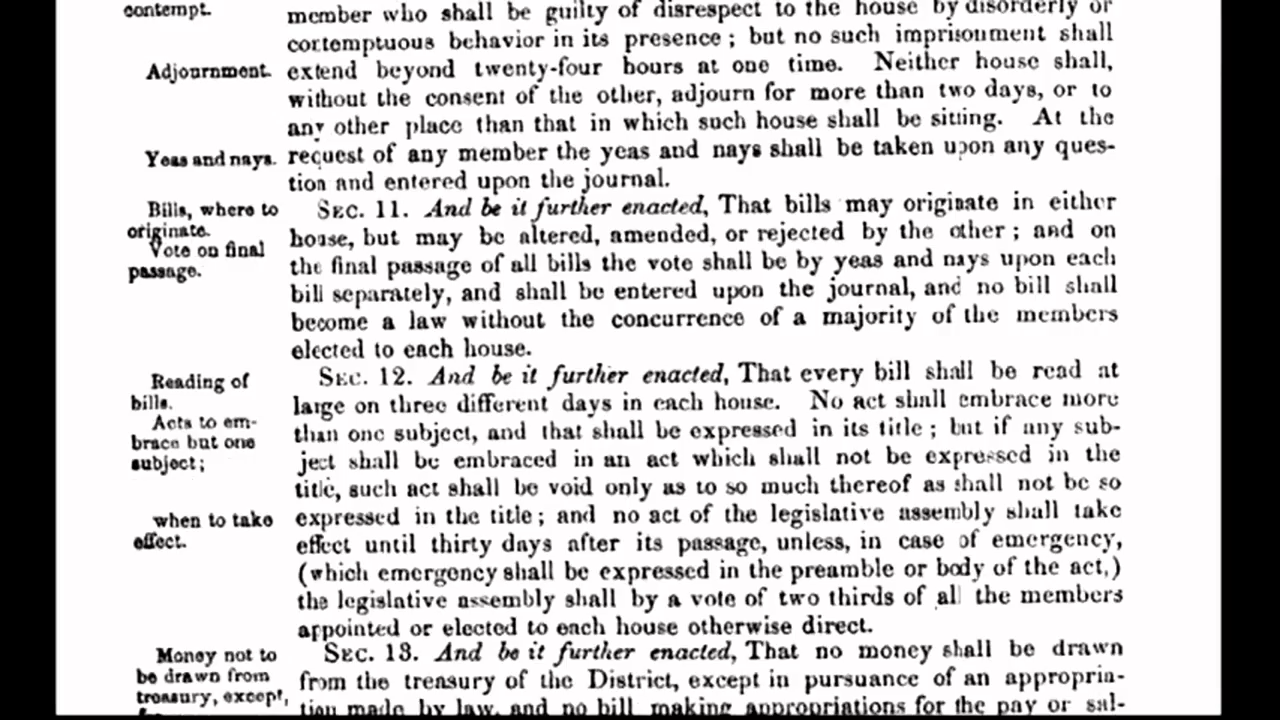 contempt.
member who shall be guilty of disrespect to the house by disorderly or
contemptuous behavior in its presence; but no such imprisonment shall
Adjournment.
extend beyond twenty-four hours at one time. Neither house shall,
without the consent of the other, adjourn for more than two days, or to
any other place than that in which such house shall be sitting. At the
Yeas and nays.
request of any member the yeas and nays shall be taken upon any ques-
tion and entered upon the journal.
Bills, where to
originate.
Vote on final
passage.
SEC. 11. And be it further enacted, That bills may originate in either
house, but may be altered, amended, or rejected by the other; and on
the final passage of all bills the vote shall be by yeas and nays upon each
bill separately, and shall be entered upon the journal, and no bill shall
become a law without the concurrence of a majority of the members
elected to each house.
Reading of
bills.
Acts to em-
brace but one
subject;
SEC. 12. And be it further enacted, That every bill shall be read at
large on three different days in each house. No act shall embrace more
than one subject, and that shall be expressed in its title; but if any sub-
ject shall be embraced in an act which shall not be expressed in the
title, such act shall be void only as to so much thereof as shall not be so
when to take
effect.
expressed in the title; and no act of the legislative assembly shall take
effect until thirty days after its passage, unless, in case of emergency,
(which emergency shall be expressed in the preamble or body of the act,)
the legislative assembly shall by a vote of two thirds of all the members
appointed or elected to each house otherwise direct.
Money not to
be drawn from
treasury, except,
SEC. 13. And be it further enacted, That no money shall be drawn
from the treasury of the District, except in pursuance of an appropria-
tion made by law, and no bill making appropriations for the pay or sal-